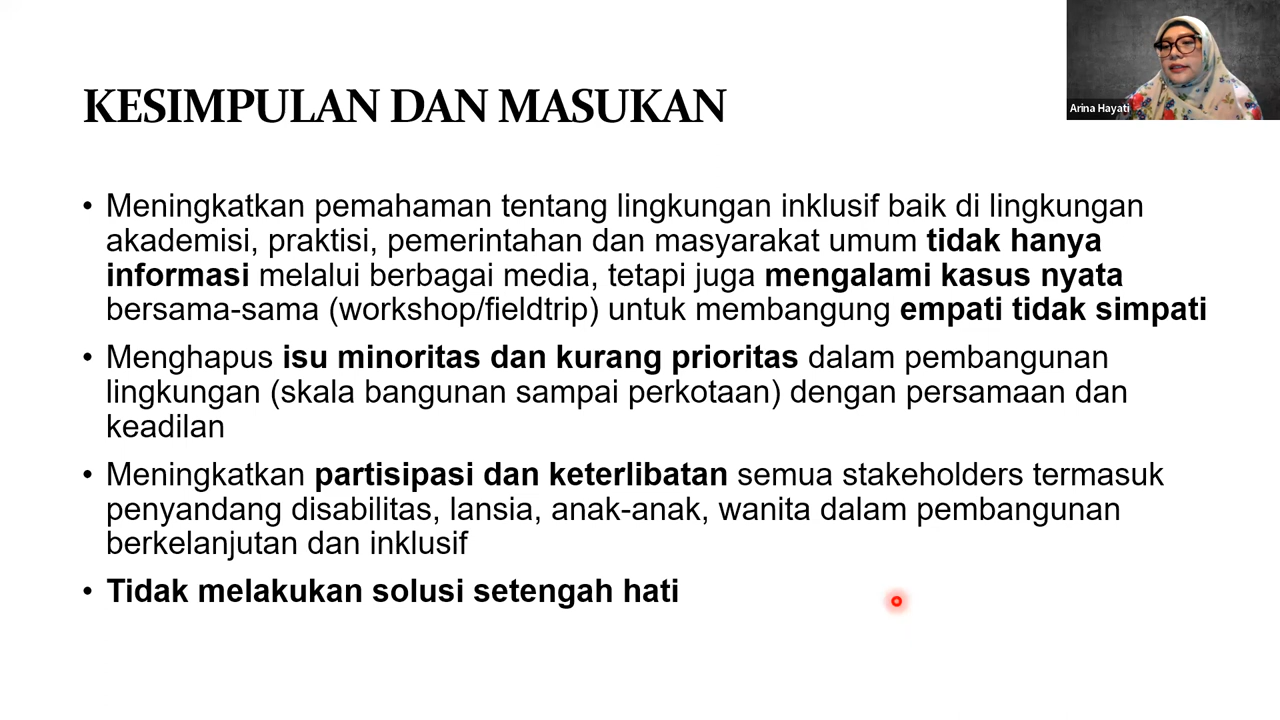 KESIMPULAN DAN MASUKAN
Arina Hayati
• Meningkatkan pemahaman tentang lingkungan inklusif baik di lingkungan
akademisi, praktisi, pemerintahan dan masyarakat umum tidak hanya
informasi melalui berbagai media, tetapi juga mengalami kasus nyata
bersama-sama (workshop/fieldtrip) untuk membangung empati tidak simpati
• Menghapus isu minoritas dan kurang prioritas dalam pembangunan
lingkungan (skala bangunan sampai perkotaan) dengan persamaan dan
keadilan
• Meningkatkan partisipasi dan keterlibatan semua stakeholders termasuk
penyandang disabilitas, lansia, anak-anak, wanita dalam pembangunan
berkelanjutan dan inklusif
• Tidak melakukan solusi setengah hati